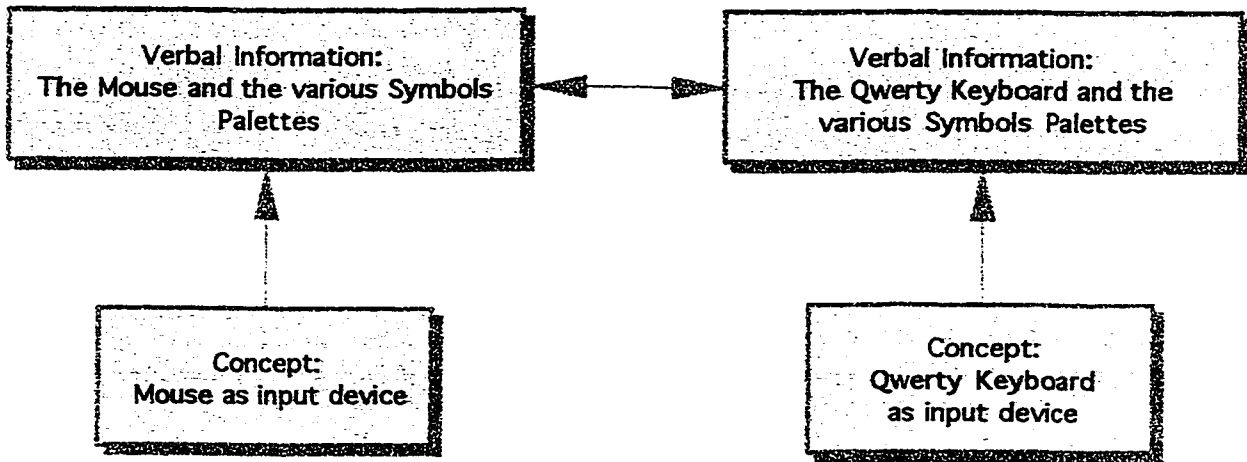 Verbal Information:
The Mouse and the various Symbols
Palettes
Verbal Information:
The Qwerty Keyboard and the
various Symbols Palettes
Concept:
Mouse as input device
Concept:
Qwerty Keyboard
as input device